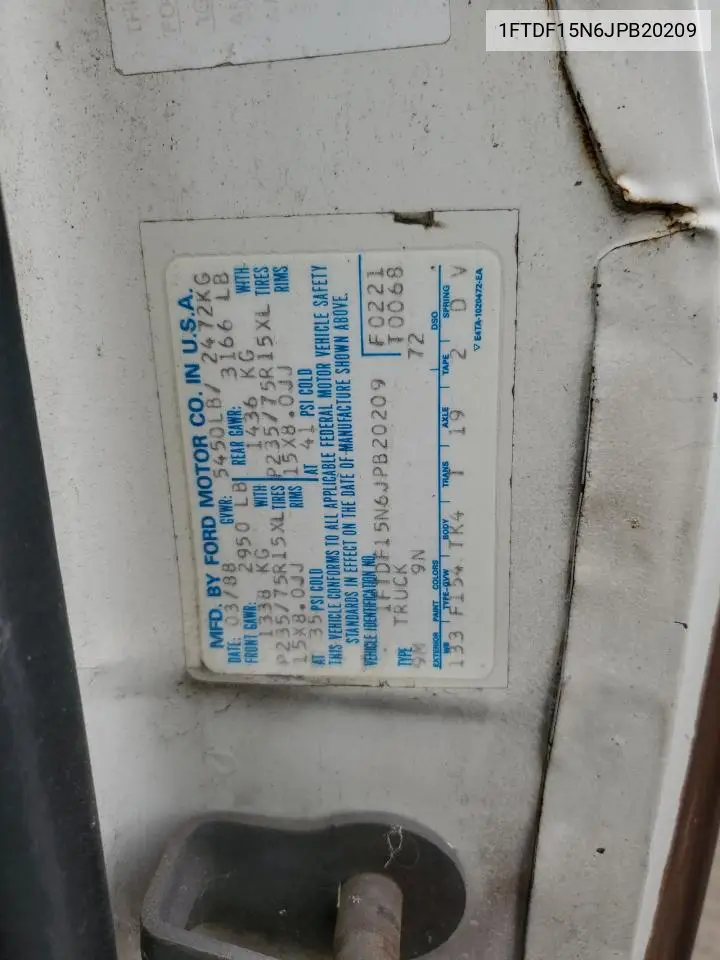 1FTDF15N6JPB20209
MFD. BY FORD MOTOR CO. IN U.S.A.
DATE: 03/88 GVWR: 5450LB/ 2472KG
FRONT GAWR: 2950 LB REAR GAWR: 3166 LB
1338 KG WITH 1436 KG WITH
P235/75R15XL TIRES P235/75R15XL TIRES
15X8.0JJ RIMS 15X8.0JJ RIMS
AT 35 PSI COLD AT 41 PSI COLD
THIS VEHICLE CONFORMS TO ALL APPLICABLE FEDERAL MOTOR VEHICLE SAFETY
STANDARDS IN EFFECT ON THE DATE OF MANUFACTURE SHOWN ABOVE.
VEHICLE IDENTIFICATION NO.
1FTDF15N6JPB20209 F0221
TYPE TRUCK T0068
9M 9N 72
EXTERIOR PAINT COLORS DSO
WB TYPE-GVW BODY TRANS AXLE TAPE SPRING
133 F154 TK4 T 19 2 D V
▽ E4TA-1020472-EA